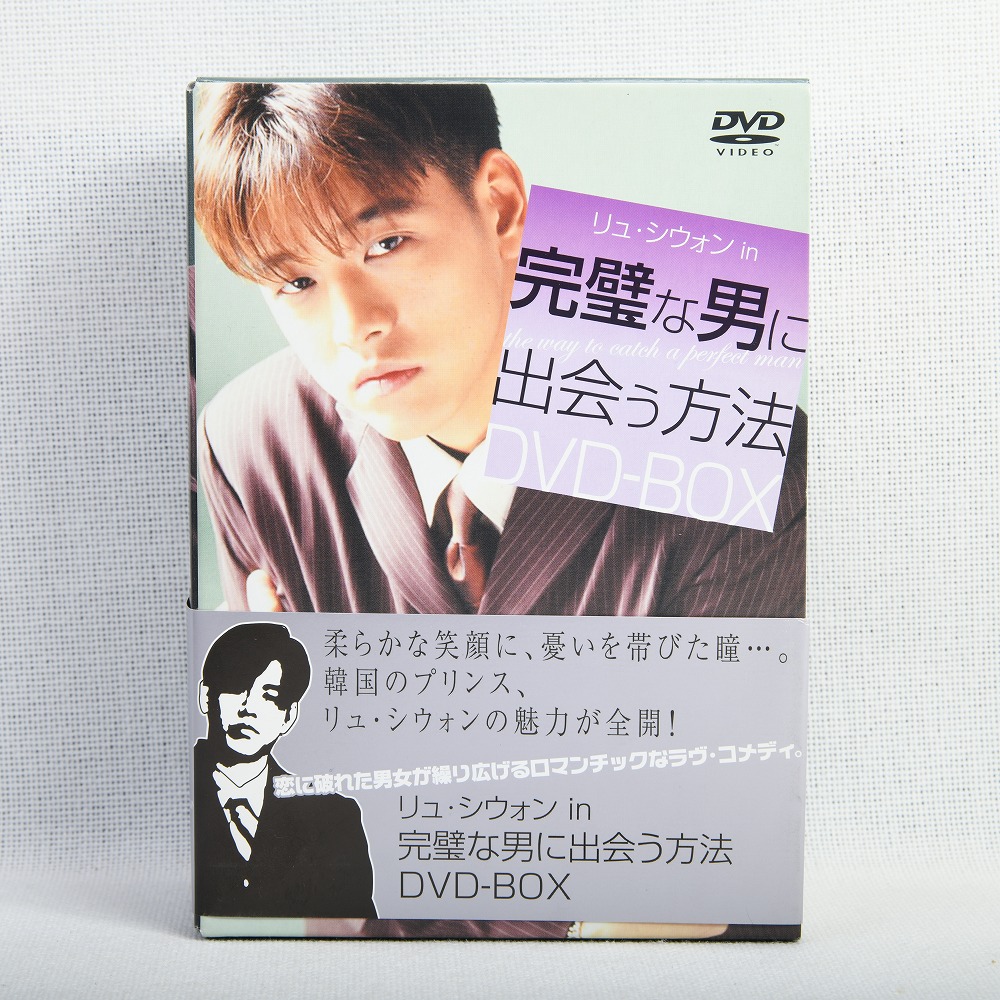 DVD
VIDEO
リュ・シウォン in
完璧な男に
the way to catch a perfect man
出会う方法
DVD-BOX
柔らかな笑顔に、憂いを帯びた瞳…。
韓国のプリンス、
リュ・シウォンの魅力が全開!
恋に破れた男女が繰り広げるロマンチックなラヴ・コメディ。
リュ・シウォン in
完璧な男に出会う方法
DVD-BOX